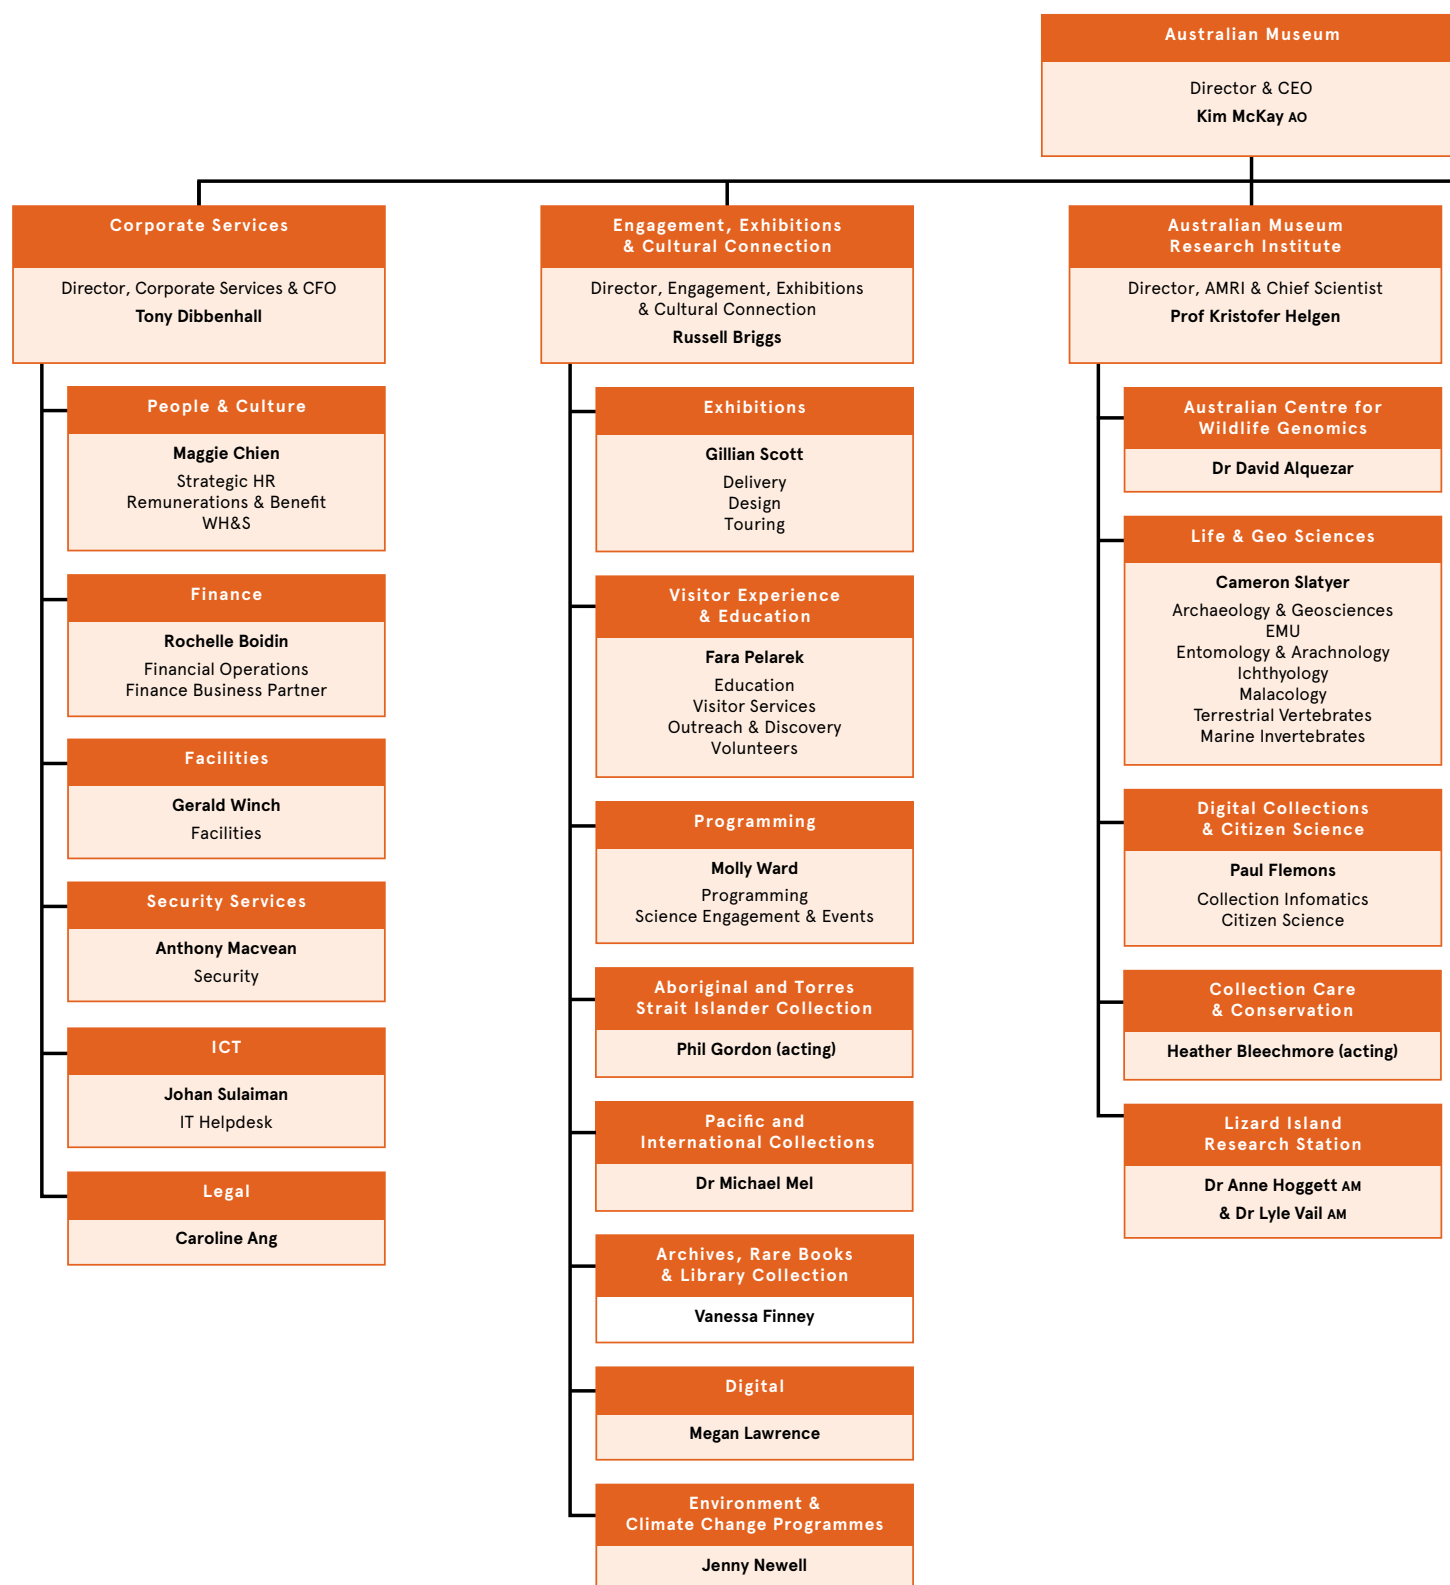 Australian Museum
Director & CEO
Kim McKay AO
Corporate Services
Director, Corporate Services & CFO
Tony Dibbenhall
People & Culture
Maggie Chien
Strategic HR
Remunerations & Benefit
WH&S
Finance
Rochelle Boidin
Financial Operations
Finance Business Partner
Facilities
Gerald Winch
Facilities
Security Services
Anthony Macvean
Security
ICT
Johan Sulaiman
IT Helpdesk
Legal
Caroline Ang
Engagement, Exhibitions
& Cultural Connection
Director, Engagement, Exhibitions
& Cultural Connection
Russell Briggs
Exhibitions
Gillian Scott
Delivery
Design
Touring
Visitor Experience
& Education
Fara Pelarek
Education
Visitor Services
Outreach & Discovery
Volunteers
Programming
Molly Ward
Programming
Science Engagement & Events
Aboriginal and Torres
Strait Islander Collection
Phil Gordon (acting)
Pacific and
International Collections
Dr Michael Mel
Archives, Rare Books
& Library Collection
Vanessa Finney
Digital
Megan Lawrence
Environment &
Climate Change Programmes
Jenny Newell
Australian Museum
Research Institute
Director, AMRI & Chief Scientist
Prof Kristofer Helgen
Australian Centre for
Wildlife Genomics
Dr David Alquezar
Life & Geo Sciences
Cameron Slatyer
Archaeology & Geosciences
EMU
Entomology & Arachnology
Ichthyology
Malacology
Terrestrial Vertebrates
Marine Invertebrates
Digital Collections
& Citizen Science
Paul Flemons
Collection Infomatics
Citizen Science
Collection Care
& Conservation
Heather Bleechmore (acting)
Lizard Island
Research Station
Dr Anne Hoggett AM
& Dr Lyle Vail AM